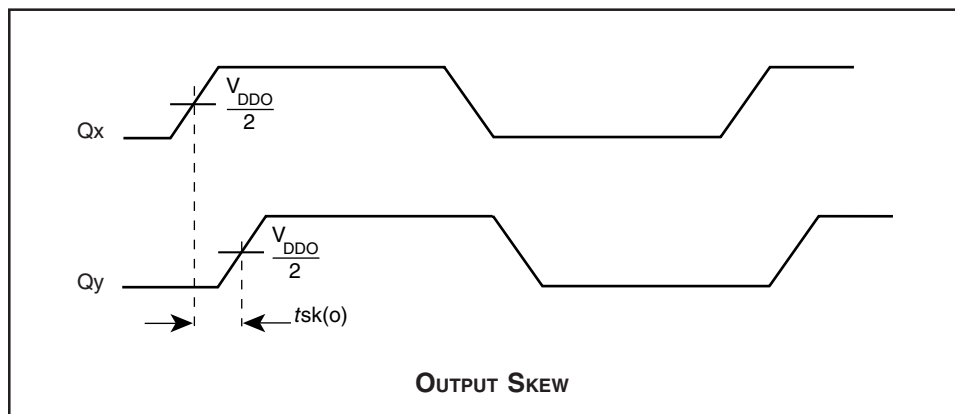 Qx
VDDO
2
Qy
VDDO
2
tsk(o)
OUTPUT SKEW